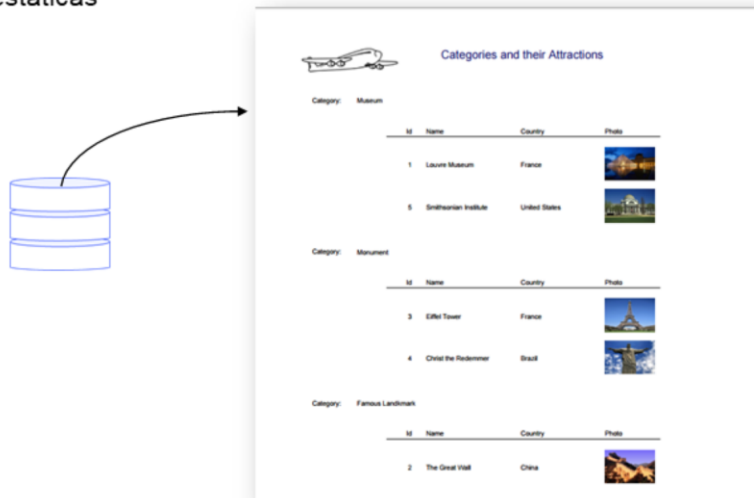 estáticas
Categories and their Attractions
Category: Museum
Id Name Country Photo
1 Louvre Museum France
5 Smithsonian Institute United States
Category: Monument
Id Name Country Photo
3 Eiffel Tower France
4 Christ the Redemmer Brazil
Category: Famous Landkmark
Id Name Country Photo
2 The Great Wall China